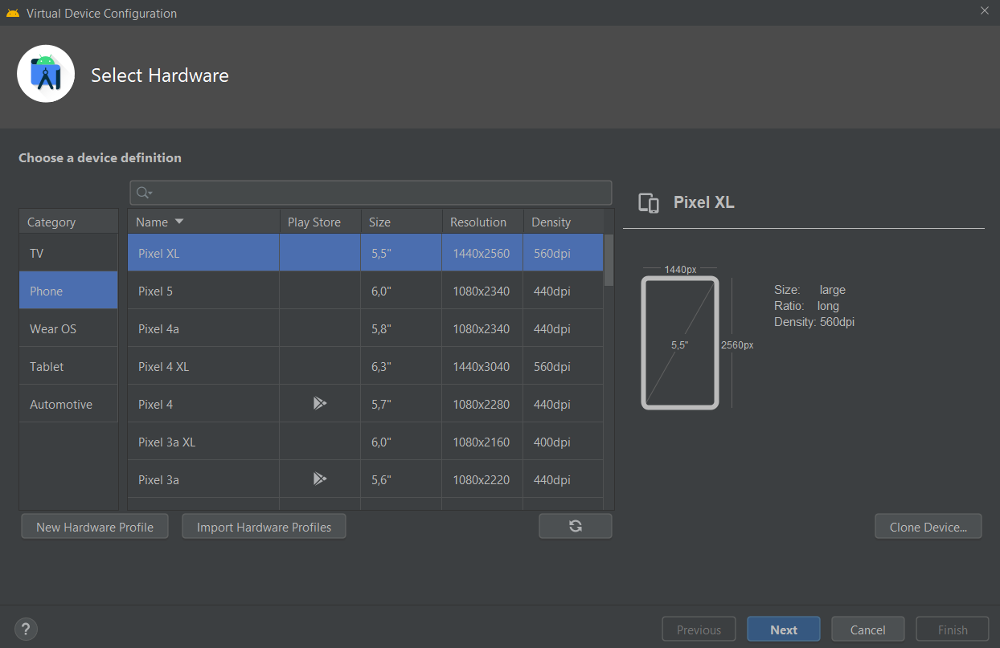 Virtual Device Configuration
Select Hardware
Choose a device definition
Category
TV
Phone
Wear OS
Tablet
Automotive
Name Play Store Size Resolution Density
Pixel XL 5,5" 1440x2560 560dpi
Pixel 5 6,0" 1080x2340 440dpi
Pixel 4a 5,8" 1080x2340 440dpi
Pixel 4 XL 6,3" 1440x3040 560dpi
Pixel 4 5,7" 1080x2280 440dpi
Pixel 3a XL 6,0" 1080x2160 400dpi
Pixel 3a 5,6" 1080x2220 440dpi
Pixel XL
1440px
5,5"
2560px
Size: large
Ratio: long
Density: 560dpi
New Hardware Profile Import Hardware Profiles Clone Device...
? Previous Next Cancel Finish